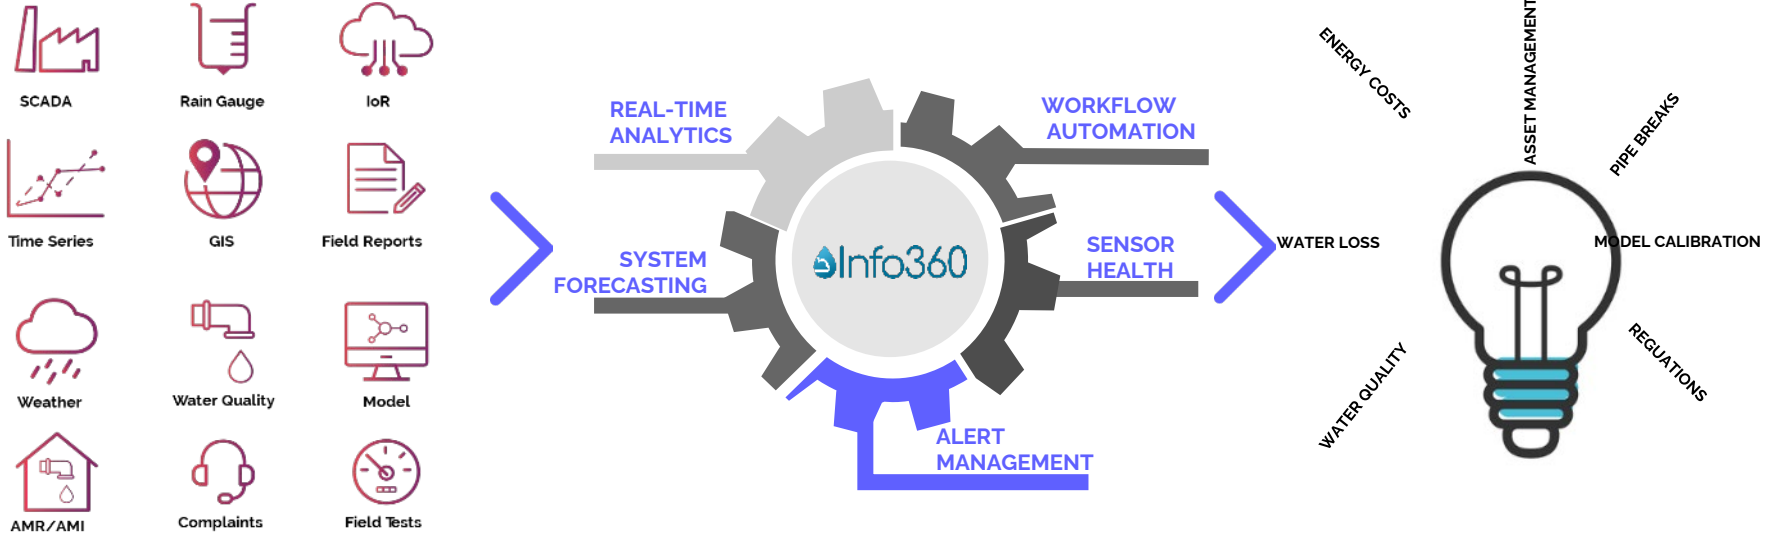 SCADA
Rain Gauge
IoR
Time Series
GIS
Field Reports
Weather
Water Quality
Model
AMR/AMI
Complaints
Field Tests
REAL-TIME
ANALYTICS
SYSTEM
FORECASTING
Info360
WORKFLOW
AUTOMATION
SENSOR
HEALTH
ALERT
MANAGEMENT
ENERGY COSTS
ASSET MANAGEMENT
PIPE BREAKS
WATER LOSS
MODEL CALIBRATION
WATER QUALITY
REGUATIONS